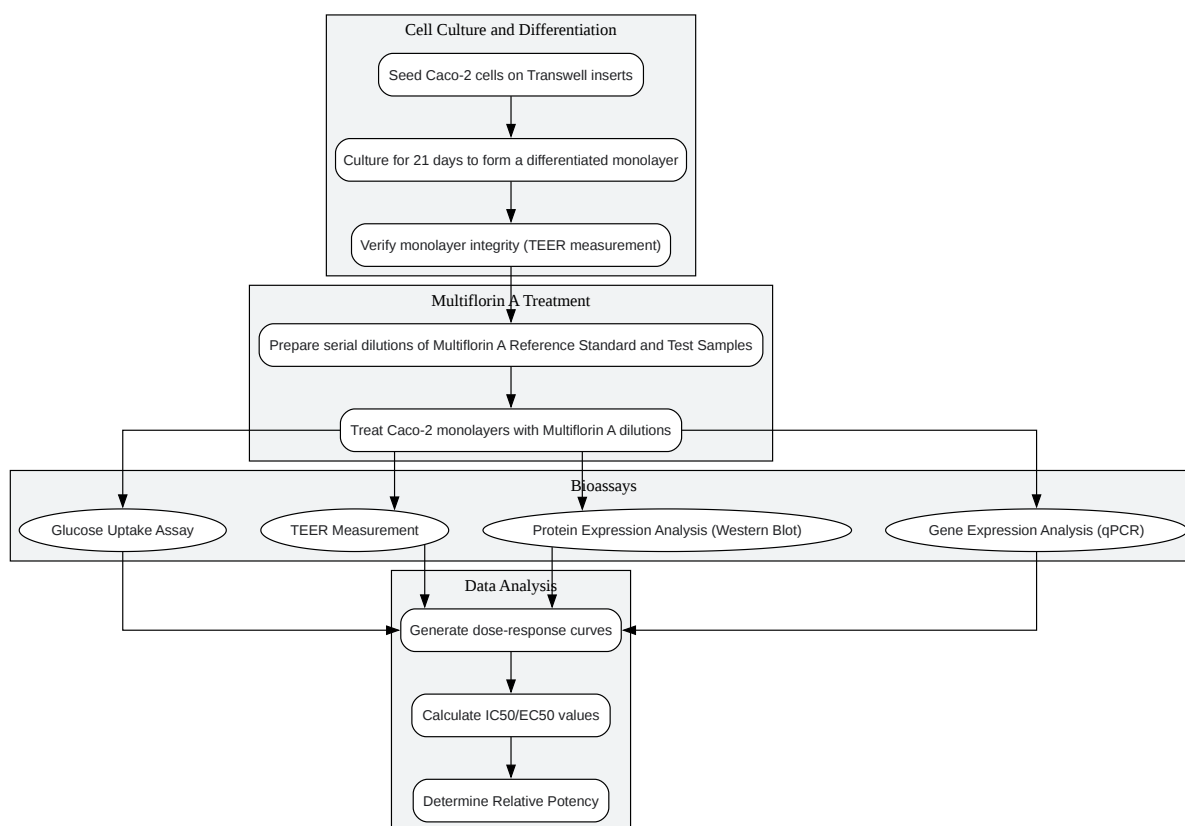 Cell Culture and Differentiation
Seed Caco-2 cells on Transwell inserts
Culture for 21 days to form a differentiated monolayer
Verify monolayer integrity (TEER measurement)
Multiflorin A Treatment
Prepare serial dilutions of Multiflorin A Reference Standard and Test Samples
Treat Caco-2 monolayers with Multiflorin A dilutions
Bioassays
Glucose Uptake Assay
TEER Measurement
Protein Expression Analysis (Western Blot)
Gene Expression Analysis (qPCR)
Data Analysis
Generate dose-response curves
Calculate IC50/EC50 values
Determine Relative Potency